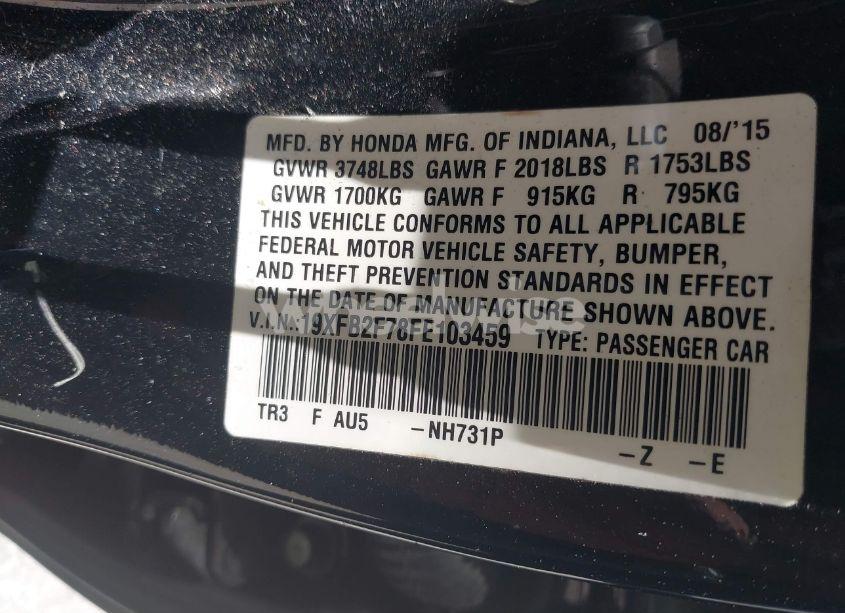 MFD. BY HONDA MFG. OF INDIANA, LLC 08/'15
GVWR 3748LBS GAWR F 2018LBS R 1753LBS
GVWR 1700KG GAWR F 915KG R 795KG
THIS VEHICLE CONFORMS TO ALL APPLICABLE
FEDERAL MOTOR VEHICLE SAFETY, BUMPER,
AND THEFT PREVENTION STANDARDS IN EFFECT
ON THE DATE OF MANUFACTURE SHOWN ABOVE.
V.I.N.:19XFB2F78FE103459 TYPE: PASSENGER CAR
TR3 F AU5 -NH731P -Z -E